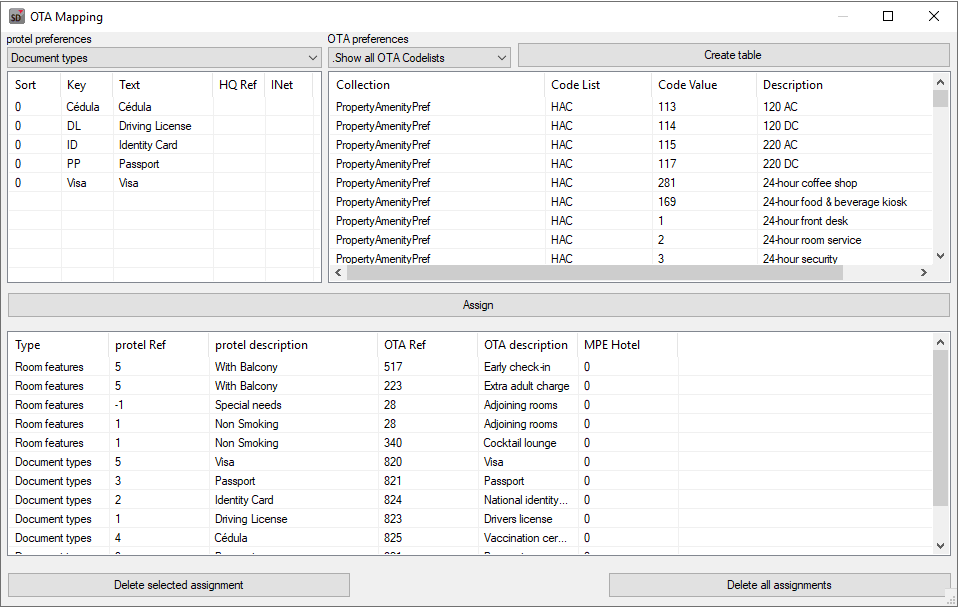 SD OTA Mapping
protel preferences OTA preferences
Document types .Show all OTA Codelists Create table
Sort Key Text HQ Ref INet
0 Cédula Cédula
0 DL Driving License
0 ID Identity Card
0 PP Passport
0 Visa Visa
Collection Code List Code Value Description
PropertyAmenityPref HAC 113 120 AC
PropertyAmenityPref HAC 114 120 DC
PropertyAmenityPref HAC 115 220 AC
PropertyAmenityPref HAC 117 220 DC
PropertyAmenityPref HAC 281 24-hour coffee shop
PropertyAmenityPref HAC 169 24-hour food & beverage kiosk
PropertyAmenityPref HAC 1 24-hour front desk
PropertyAmenityPref HAC 2 24-hour room service
PropertyAmenityPref HAC 3 24-hour security
Assign
Type protel Ref protel description OTA Ref OTA description MPE Hotel
Room features 5 With Balcony 517 Early check-in 0
Room features 5 With Balcony 223 Extra adult charge 0
Room features -1 Special needs 28 Adjoining rooms 0
Room features 1 Non Smoking 28 Adjoining rooms 0
Room features 1 Non Smoking 340 Cocktail lounge 0
Document types 5 Visa 820 Visa 0
Document types 3 Passport 821 Passport 0
Document types 2 Identity Card 824 National identity... 0
Document types 1 Driving License 823 Drivers license 0
Document types 4 Cédula 825 Vaccination cer... 0
Delete selected assignment Delete all assignments